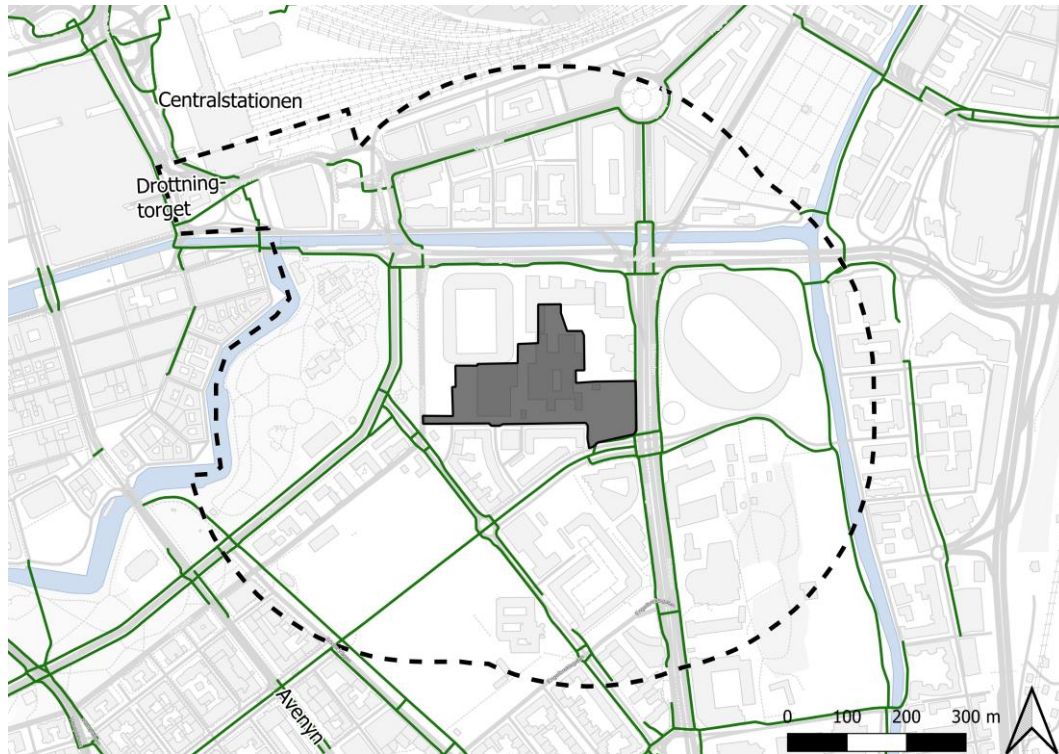 Centralstationen
Drottning-
torget
Avenyn
0 100 200 300 m